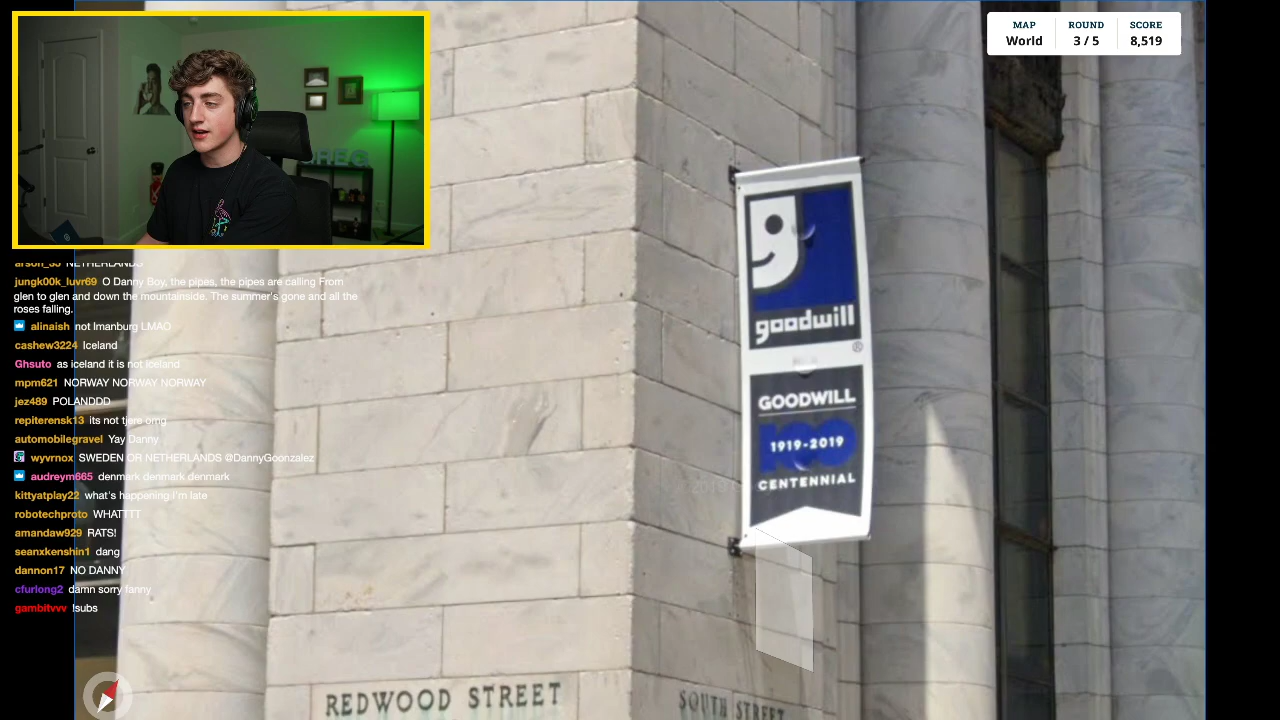 MAP
World
ROUND
3 / 5
SCORE
8,519
NETHERLANDS
jungk00k_luvr69 O Danny Boy, the pipes, the pipes are calling From
glen to glen and down the mountainside. The summer's gone and all the
roses falling.
alinaish not lmanburg LMAO
cashew3224 Iceland
Ghsuto as iceland it is not iceland
mpm621 NORWAY NORWAY NORWAY
jez489 POLANDDD
repiterensk13 its not tjere omg
automobilegravel Yay Danny
wyvrnox SWEDEN OR NETHERLANDS @DannyGoonzalez
audreym665 denmark denmark denmark
kittyatplay22 what's happening I'm late
robotechproto WHATTTT
amandaw929 RATS!
seanxkenshin1 dang
dannon17 NO DANNY
cfurlong2 damn sorry fanny
gambitvvv !subs
g
goodwill
®
GOODWILL
100
1919-2019
CENTENNIAL
REDWOOD STREET
SOUTH STREET